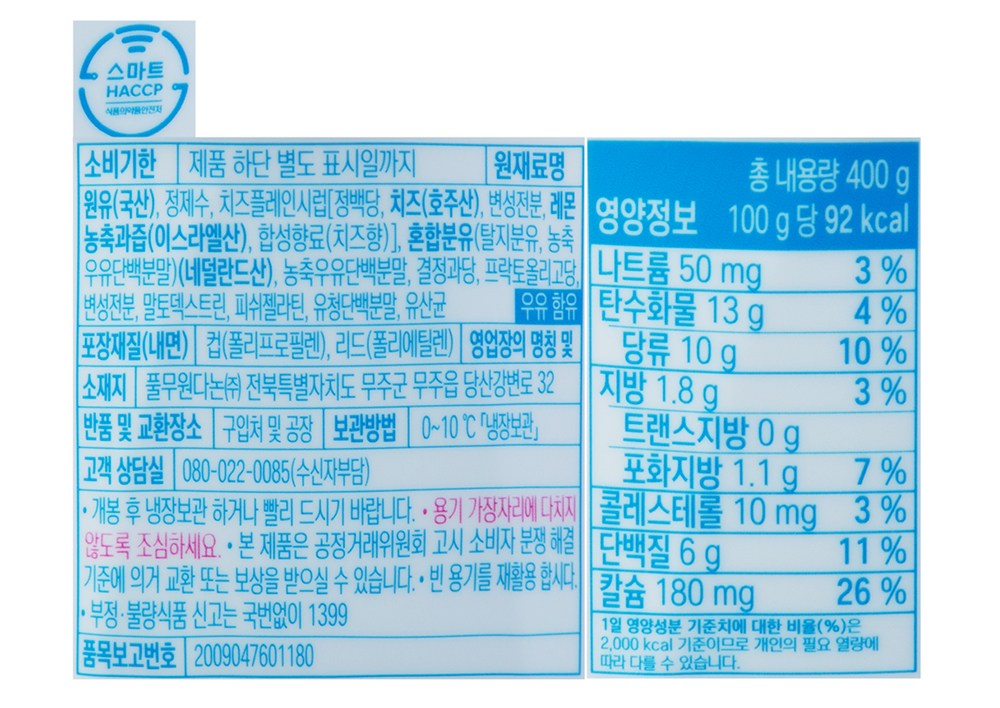 스마트
HACCP
식품의약품안전처
소비기한 제품 하단 별도 표시일까지 원재료명
원유(국산), 정제수, 치즈플레인시럽[정백당, 치즈(호주산), 변성전분, 레몬
농축과즙(이스라엘산), 합성향료(치즈향)], 혼합분유(탈지분유, 농축
우유단백분말)(네덜란드산), 농축우유단백분말, 결정과당, 프락토올리고당,
변성전분, 말토덱스트린, 피쉬젤라틴, 유청단백분말, 유산균 우유 함유
포장재질(내면) 컵(폴리프로필렌), 리드(폴리에틸렌) 영업장의 명칭 및
소재지 풀무원다논㈜ 전북특별자치도 무주군 무주읍 당산강변로 32
반품 및 교환장소 구입처 및 공장 보관방법 0~10 ℃ 「냉장보관」
고객 상담실 080-022-0085(수신자부담)
• 개봉 후 냉장보관 하거나 빨리 드시기 바랍니다. • 용기 가장자리에 다치지
않도록 조심하세요. • 본 제품은 공정거래위원회 고시 소비자 분쟁 해결
기준에 의거 교환 또는 보상을 받으실 수 있습니다. • 빈 용기를 재활용 합시다.
• 부정·불량식품 신고는 국번없이 1399
품목보고번호 2009047601180
총 내용량 400 g
영양정보 100 g 당 92 kcal
나트륨 50 mg 3 %
탄수화물 13 g 4 %
당류 10 g 10 %
지방 1.8 g 3 %
트랜스지방 0 g
포화지방 1.1 g 7 %
콜레스테롤 10 mg 3 %
단백질 6 g 11 %
칼슘 180 mg 26 %
1일 영양성분 기준치에 대한 비율(%)은
2,000 kcal 기준이므로 개인의 필요 열량에
따라 다를 수 있습니다.